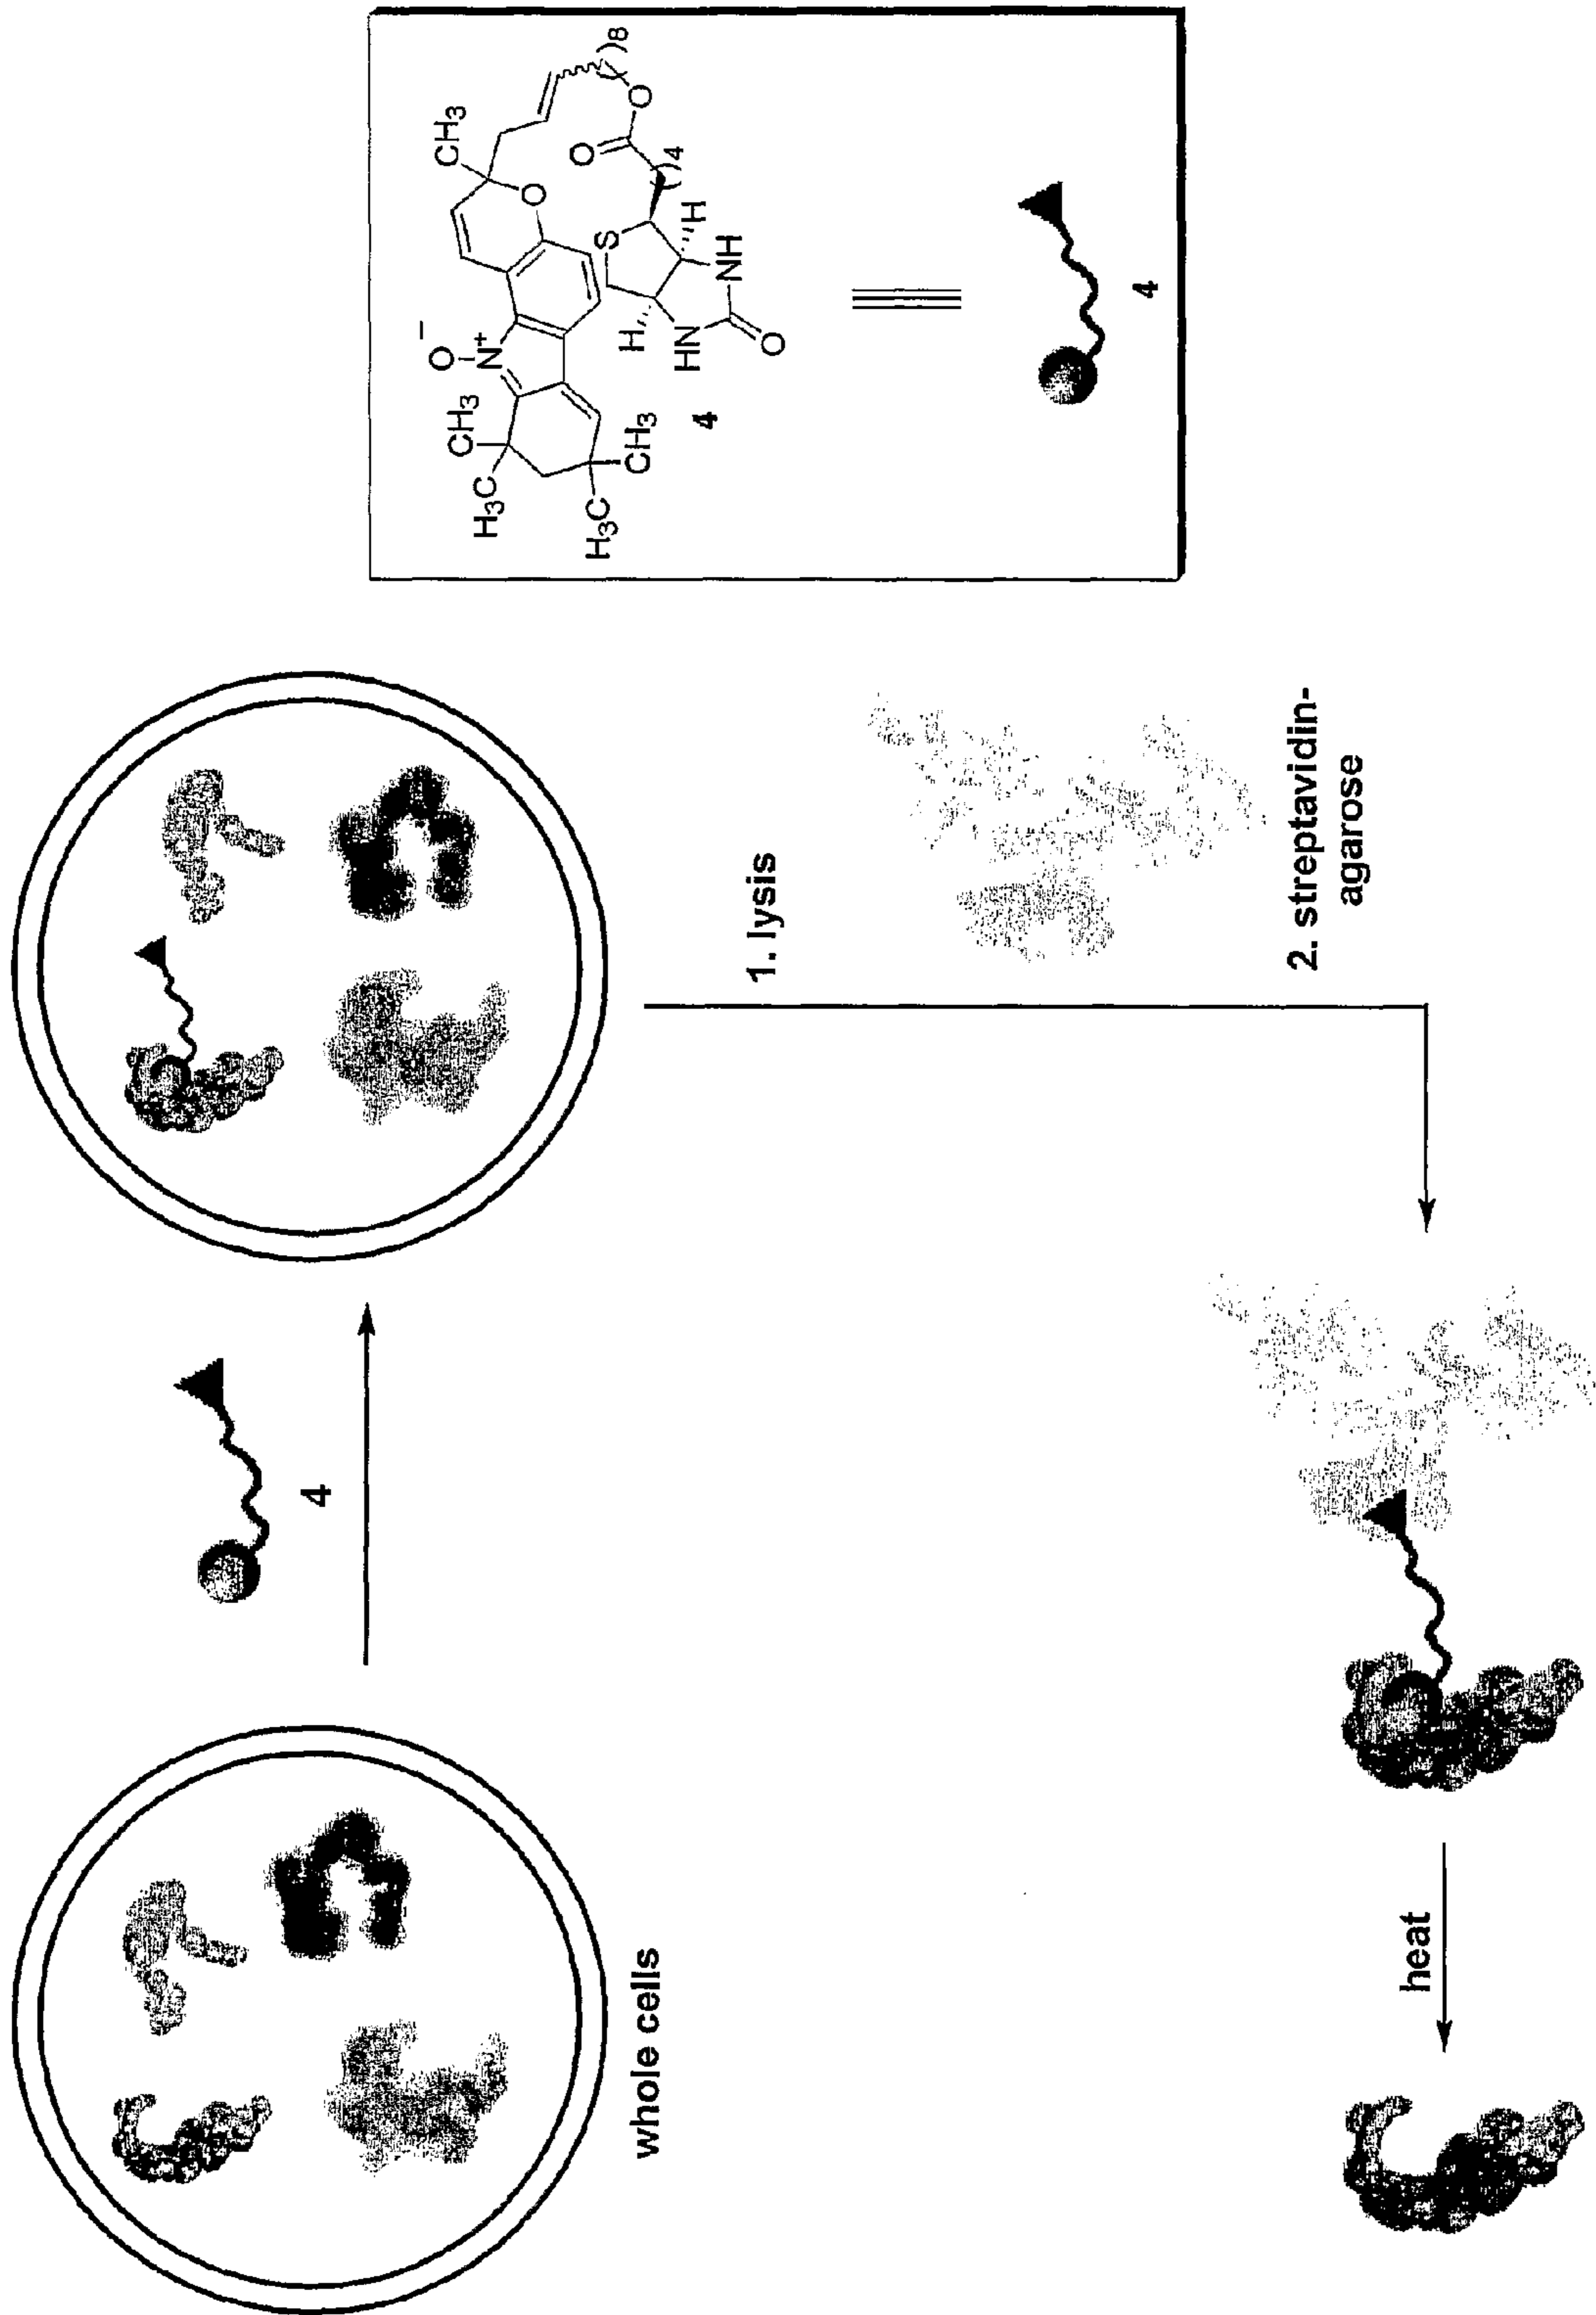 whole cells
4
1. lysis
2. streptavidin-
agarose
heat
O−
N+
CH3
H3C
H3C
CH3
CH3
O
)8
O
O
)4
S
H
H
HN
NH
O
4
4